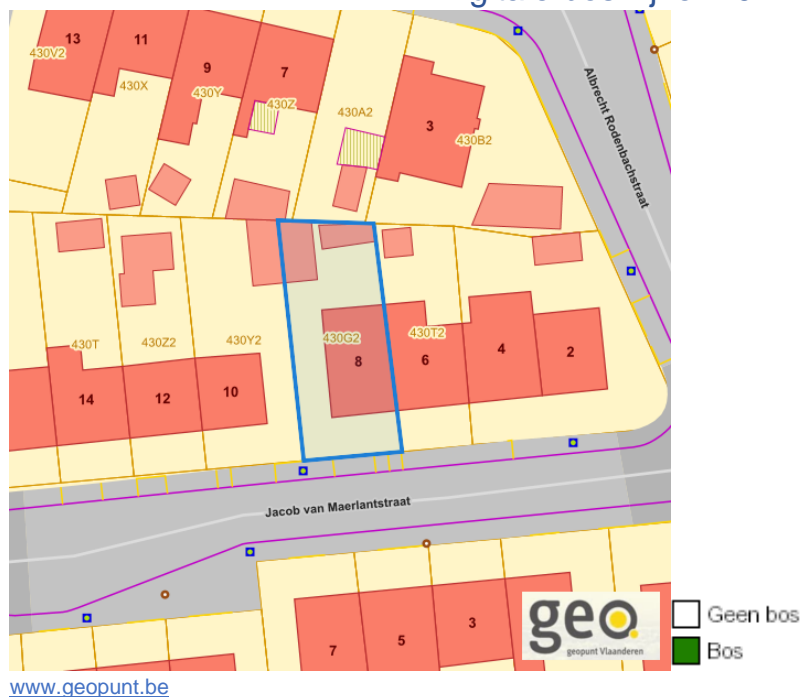 13
11
9
7
430V2
430X
430Y
430Z
430A2
3
430B2
Albrecht Rodenbachstraat
430T
430Z2
430Y2
430G2
430T2
14
12
10
8
6
4
2
Jacob van Maerlantstraat
7
5
3
geo
geopunt Vlaanderen
Geen bos
Bos
www.geopunt.be